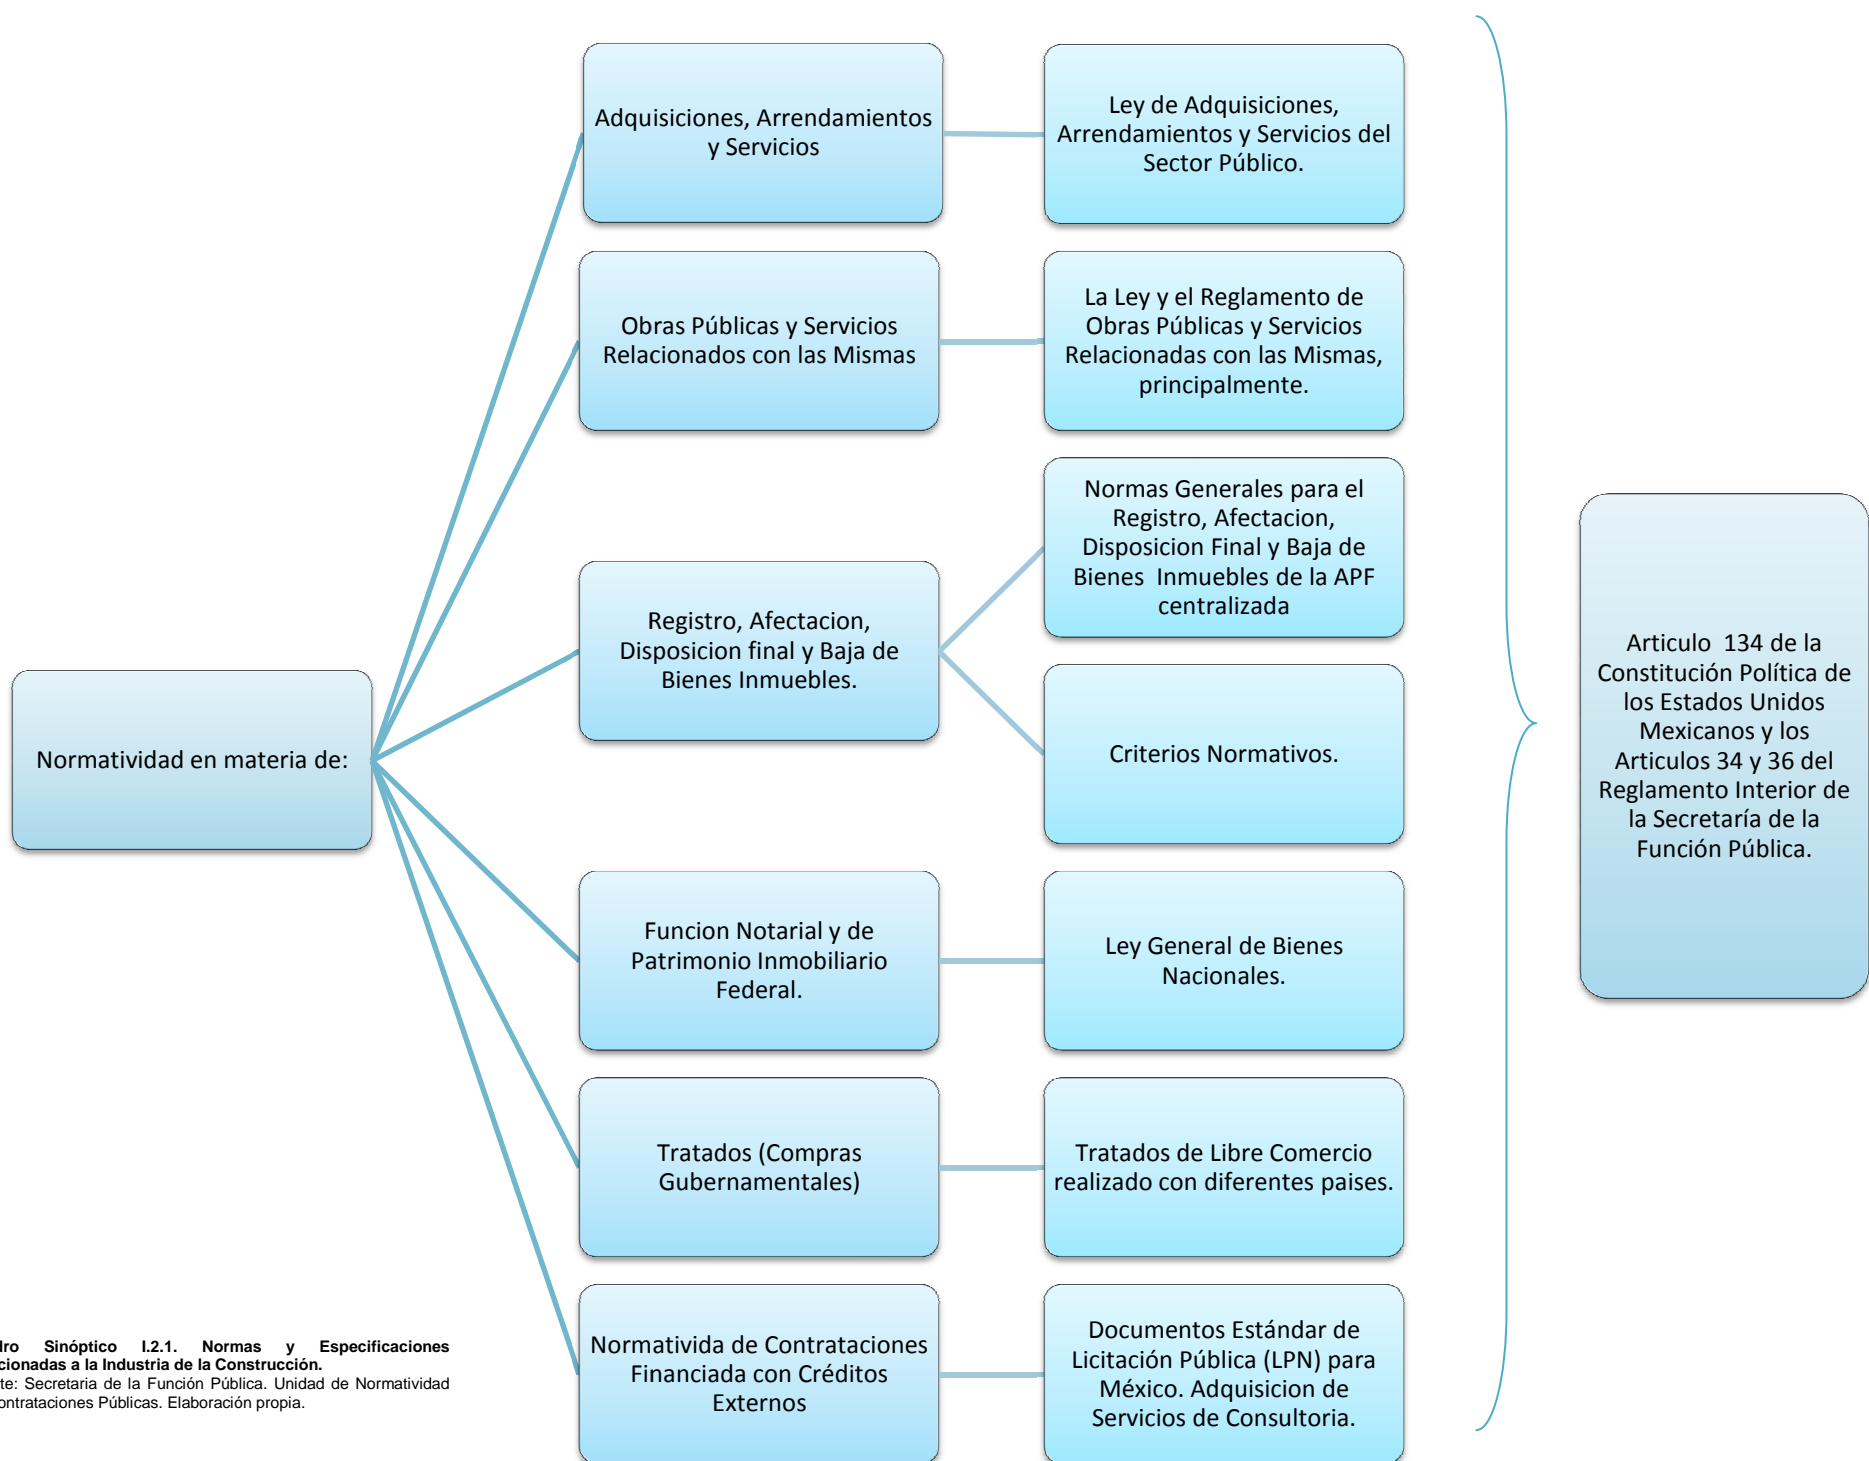 Normatividad en materia de:
Adquisiciones, Arrendamientos
y Servicios
Ley de Adquisiciones,
Arrendamientos y Servicios del
Sector Público.
Obras Públicas y Servicios
Relacionados con las Mismas
La Ley y el Reglamento de
Obras Públicas y Servicios
Relacionadas con las Mismas,
principalmente.
Registro, Afectacion,
Disposicion final y Baja de
Bienes Inmuebles.
Normas Generales para el
Registro, Afectacion,
Disposicion Final y Baja de
Bienes Inmuebles de la APF
centralizada
Criterios Normativos.
Funcion Notarial y de
Patrimonio Inmobiliario
Federal.
Ley General de Bienes
Nacionales.
Tratados (Compras
Gubernamentales)
Tratados de Libre Comercio
realizado con diferentes paises.
Normativida de Contrataciones
Financiada con Créditos
Externos
Documentos Estándar de
Licitación Pública (LPN) para
México. Adquisicion de
Servicios de Consultoria.
Articulo 134 de la
Constitución Política de
los Estados Unidos
Mexicanos y los
Articulos 34 y 36 del
Reglamento Interior de
la Secretaría de la
Función Pública.
dro Sinóptico I.2.1. Normas y Especificaciones
cionadas a la Industria de la Construcción.
te: Secretaria de la Función Pública. Unidad de Normatividad
ontrataciones Públicas. Elaboración propia.